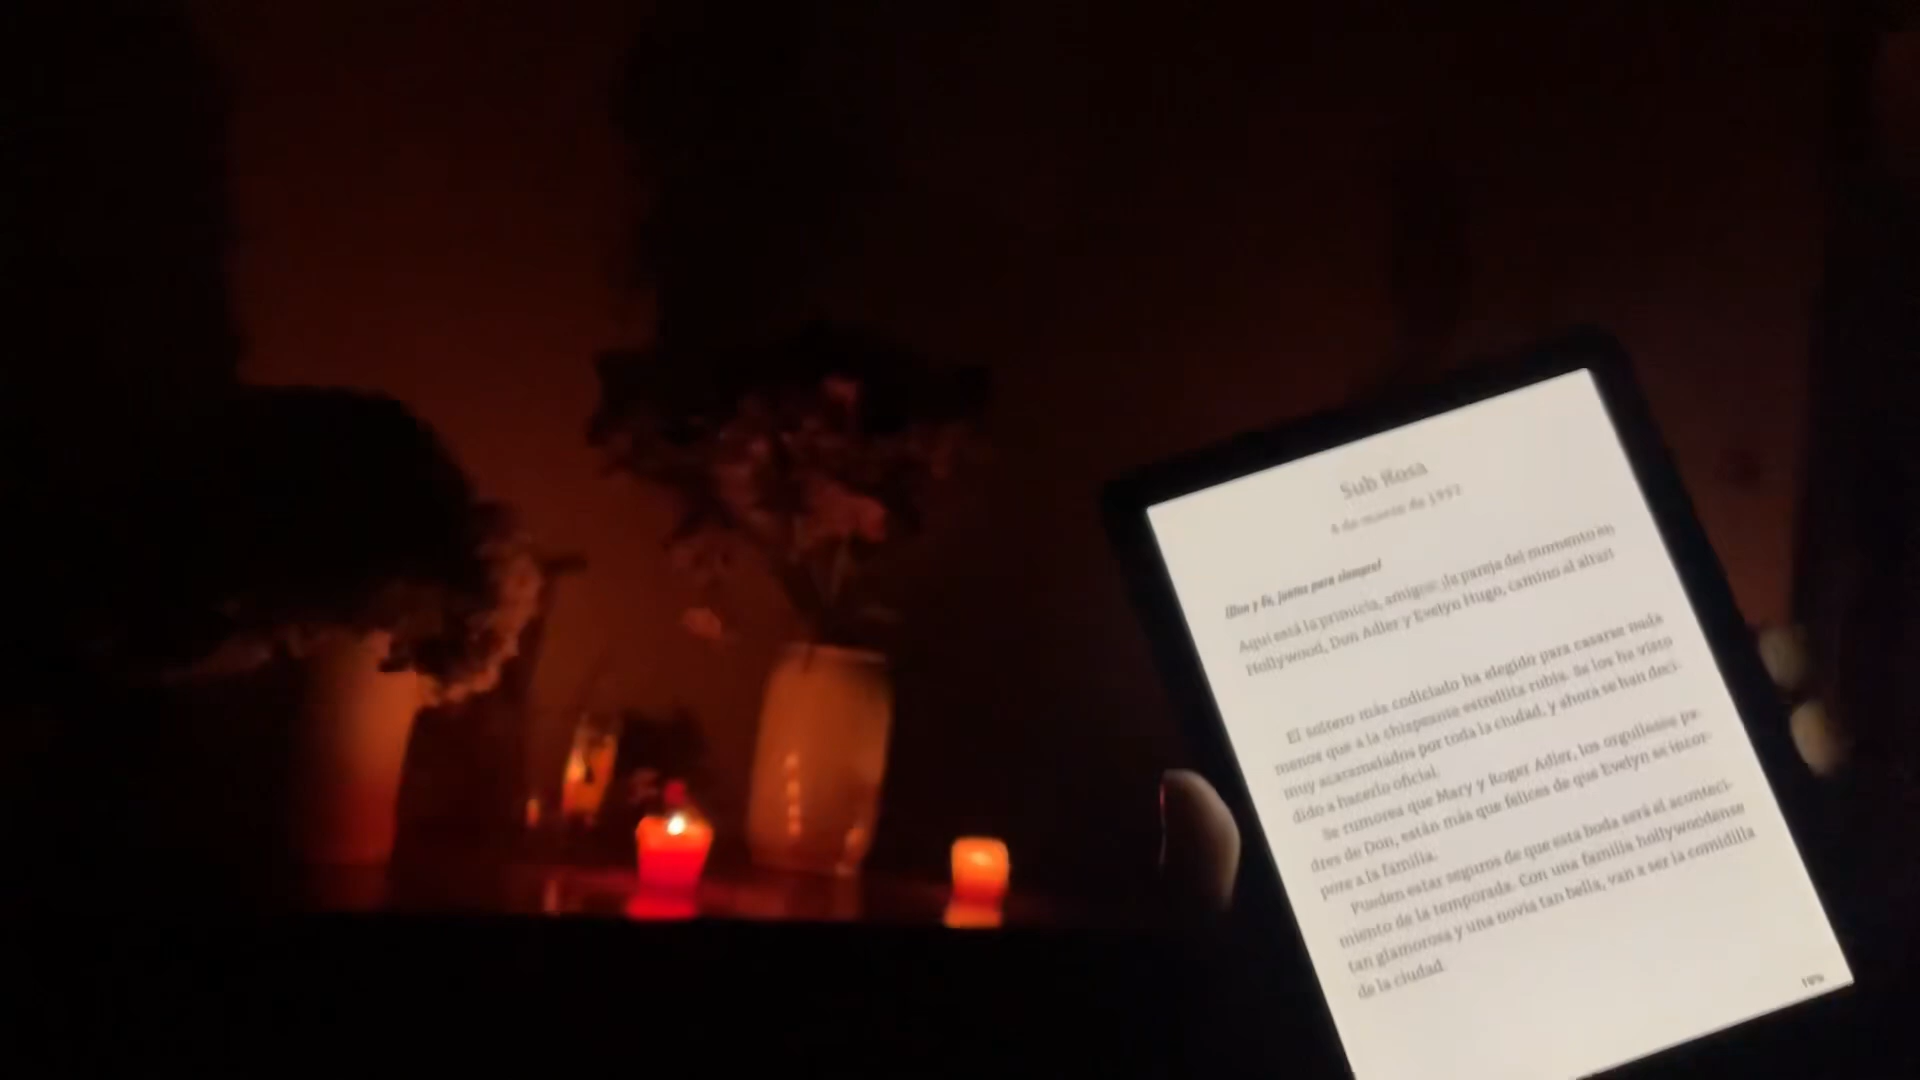 Sub Rosa
4 de marzo de 1957
¡Don y Ev, juntos para siempre!
Aquí está la primicia, amigos: ¡la pareja del momento en
Hollywood, Don Adler y Evelyn Hugo, camino al altar!
El soltero más codiciado ha elegido para casarse nada
menos que a la chispeante estrellita rubia. Se los ha visto
muy acaramelados por toda la ciudad, y ahora se han deci-
dido a hacerlo oficial.
Se rumorea que Mary y Roger Adler, los orgullosos pa-
dres de Don, están más que felices de que Evelyn se incor-
pore a la familia.
Pueden estar seguros de que esta boda será el aconteci-
miento de la temporada. Con una familia hollywoodense
tan glamorosa y una novia tan bella, van a ser la comidilla
de la ciudad.